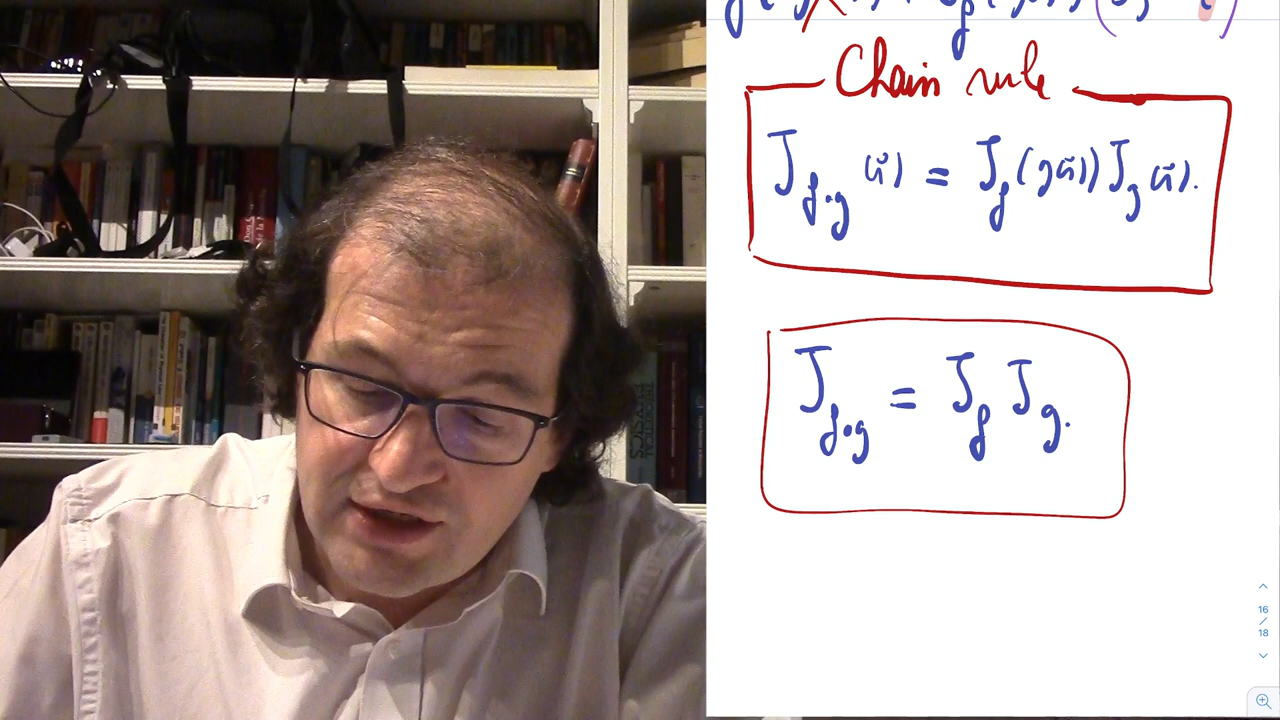 Chain rule
J_{f∘g}(ū) = J_f(g(ū)) J_g(ū).
J_{f∘g} = J_f J_g.
16
/
18